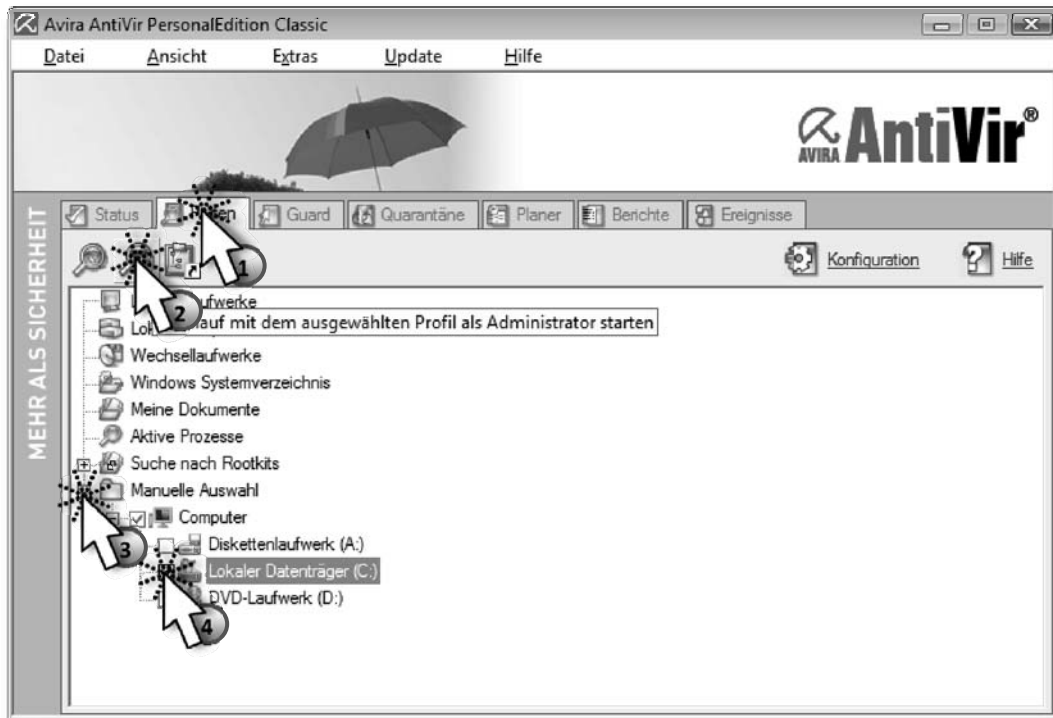 Avira AntiVir PersonalEdition Classic
Datei Ansicht Extras Update Hilfe
AVIRA AntiVir®
MEHR ALS SICHERHEIT
Status Guard Quarantäne Planer Berichte Ereignisse
1
Konfiguration Hilfe
2
auf mit dem ausgewählten Profil als Administrator starten
Wechsellaufwerke
Windows Systemverzeichnis
Meine Dokumente
Aktive Prozesse
Suche nach Rootkits
Manuelle Auswahl
Computer
3
Diskettenlaufwerk (A:)
Lokaler Datenträger (C:)
DVD-Laufwerk (D:)
4